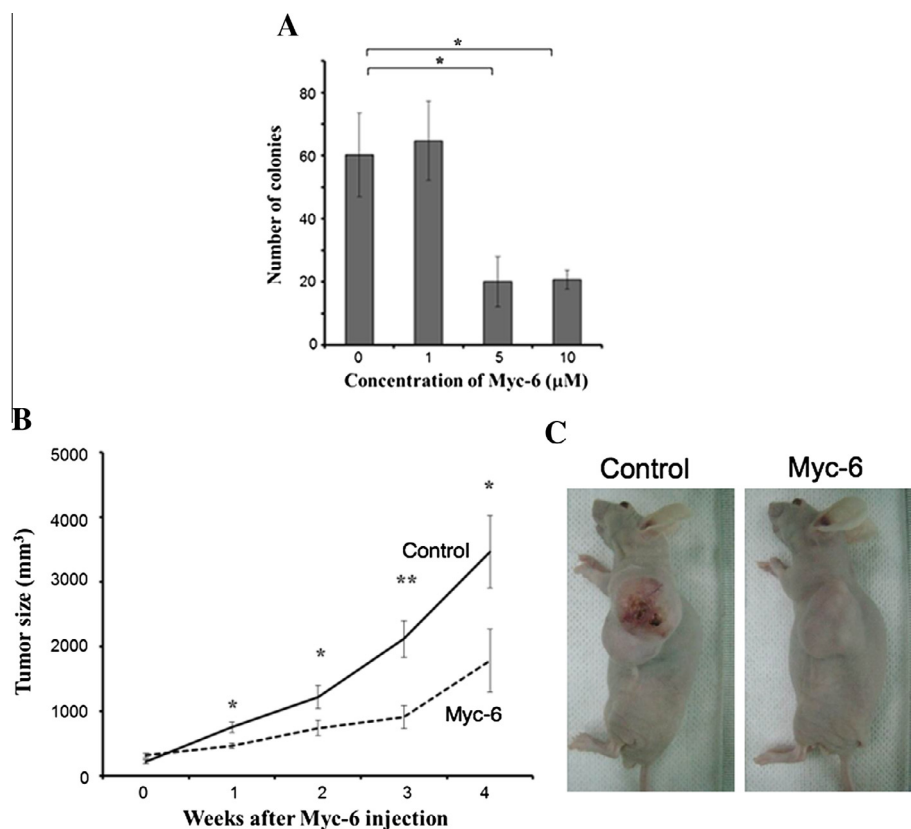 A
*
*
80
60
40
20
0
Number of colonies
0 1 5 10
Concentration of Myc-6 (µM)
B
5000
4000
3000
2000
1000
0
Tumor size (mm³)
*
*
**
*
Control
Myc-6
0 1 2 3 4
Weeks after Myc-6 injection
C
Control Myc-6